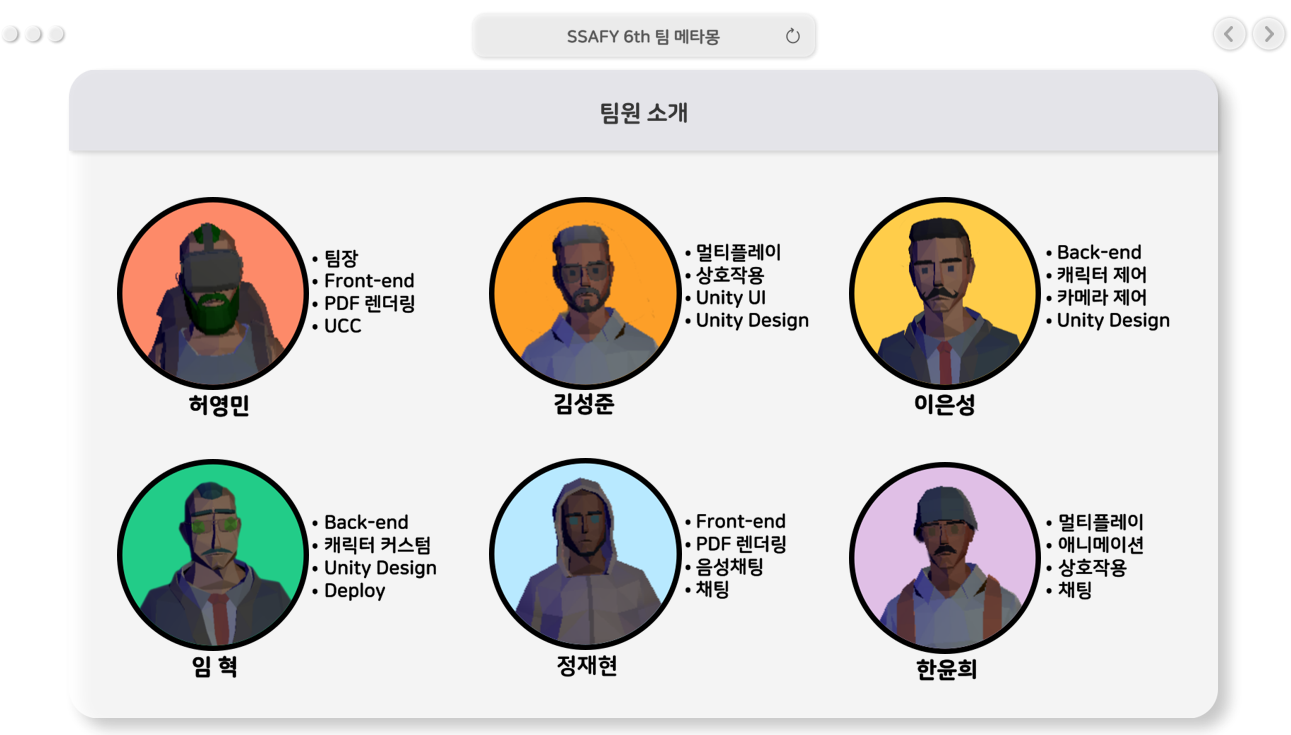 SSAFY 6th 팀 메타몽
팀원 소개
• 팀장
• Front-end
• PDF 렌더링
• UCC
허영민
• 멀티플레이
• 상호작용
• Unity UI
• Unity Design
김성준
• Back-end
• 캐릭터 제어
• 카메라 제어
• Unity Design
이은성
• Back-end
• 캐릭터 커스텀
• Unity Design
• Deploy
임 혁
• Front-end
• PDF 렌더링
• 음성채팅
• 채팅
정재현
• 멀티플레이
• 애니메이션
• 상호작용
• 채팅
한윤희